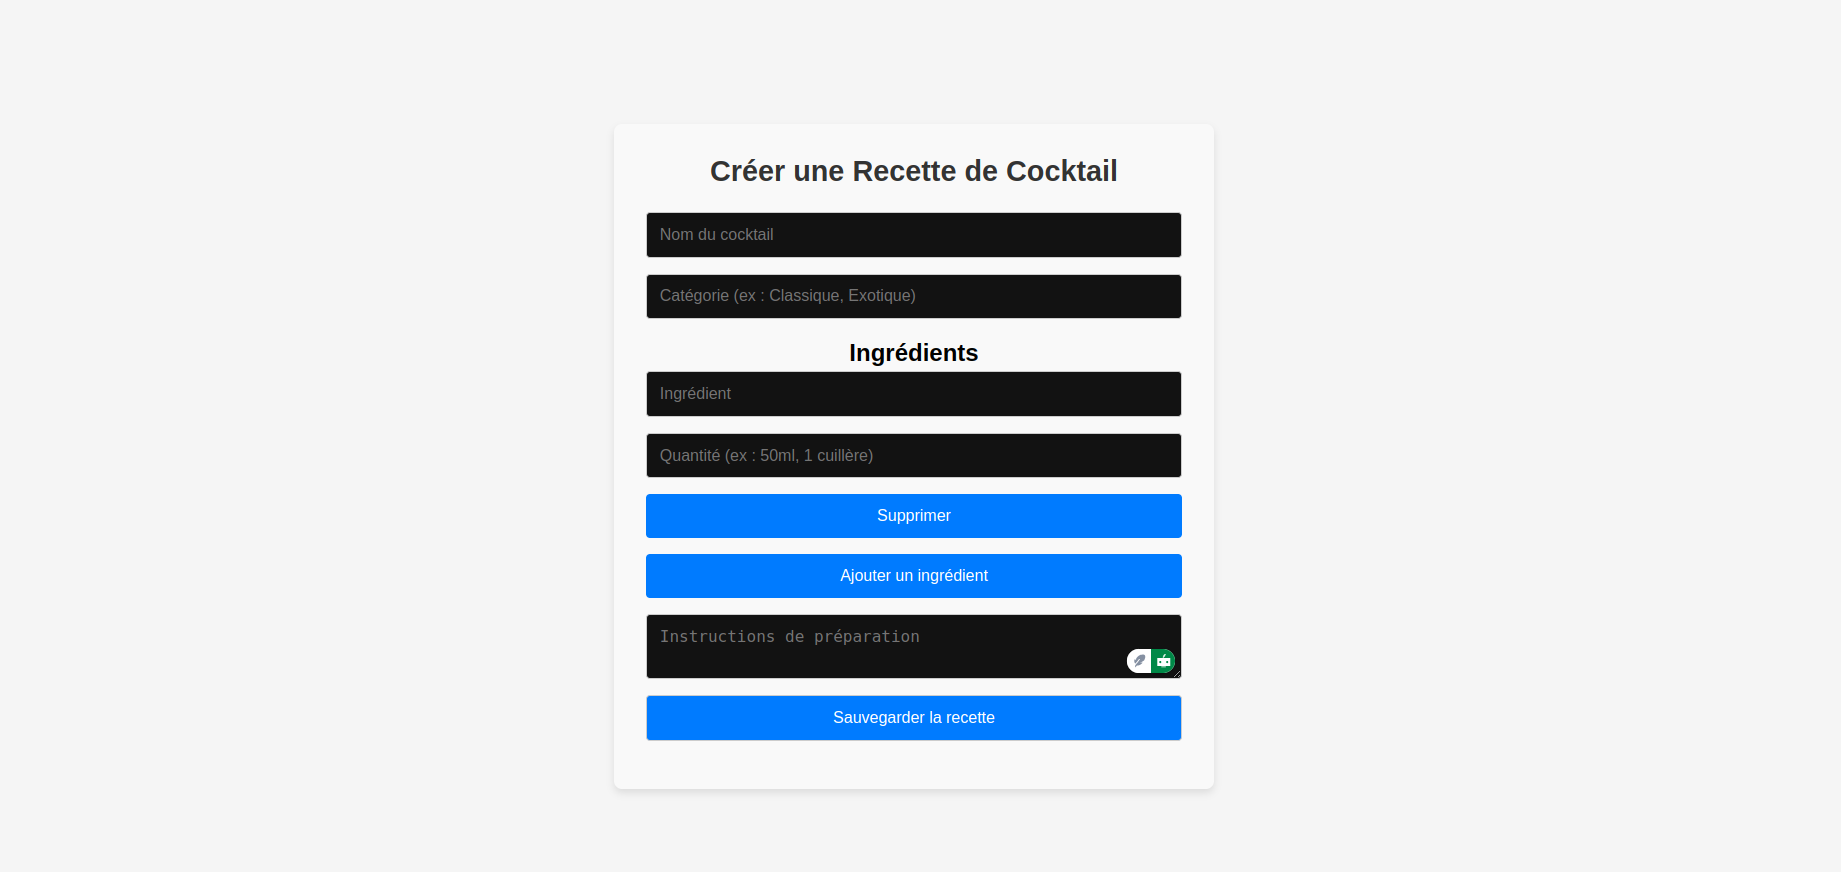 Créer une Recette de Cocktail
Nom du cocktail
Catégorie (ex : Classique, Exotique)
Ingrédients
Ingrédient
Quantité (ex : 50ml, 1 cuillère)
Supprimer
Ajouter un ingrédient
Instructions de préparation
Sauvegarder la recette